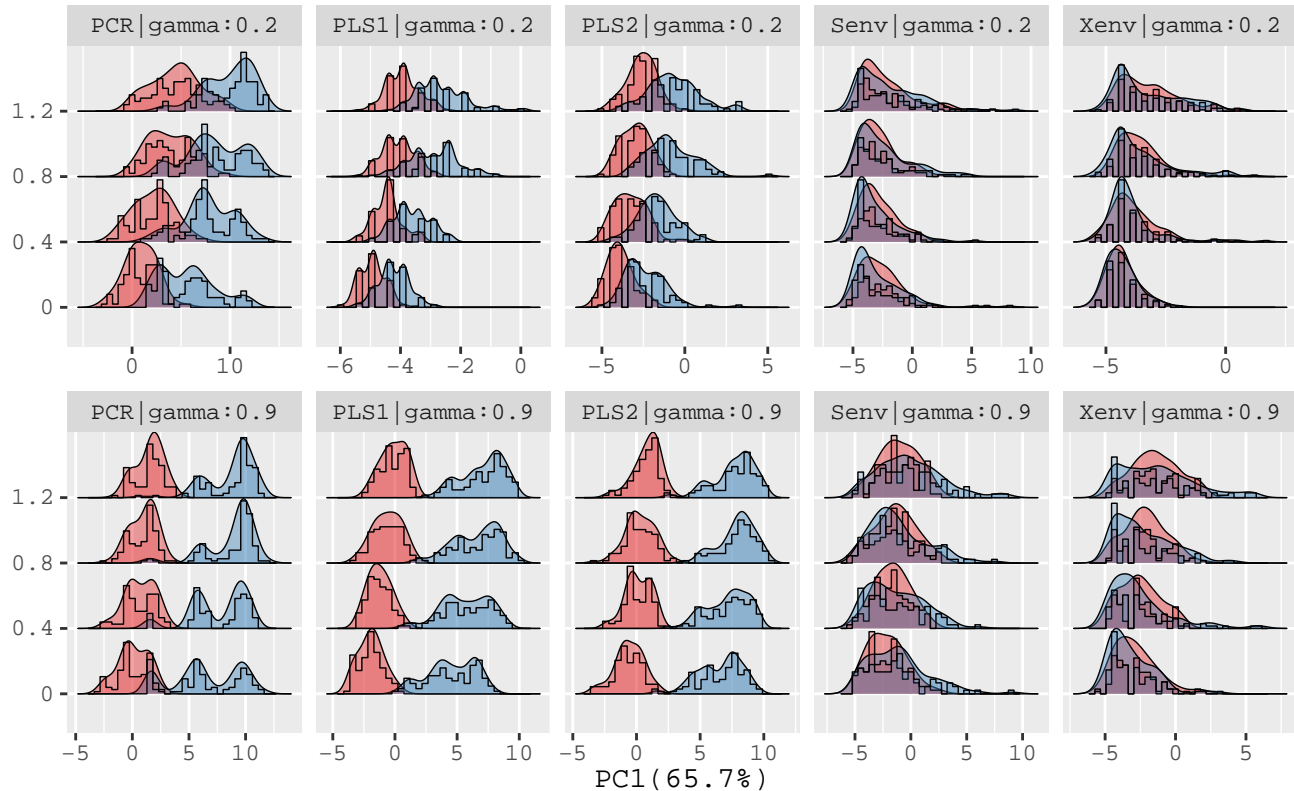 PCR|gamma:0.2 PLS1|gamma:0.2 PLS2|gamma:0.2 Senv|gamma:0.2 Xenv|gamma:0.2
1.2
0.8
0.4
0
0 10 −6 −4 −2 0 −5 0 5 −5 0 5 10 −5 0
PCR|gamma:0.9 PLS1|gamma:0.9 PLS2|gamma:0.9 Senv|gamma:0.9 Xenv|gamma:0.9
1.2
0.8
0.4
0
−5 0 5 10 −5 0 5 10 −5 0 5 10 −5 0 5 10 −5 0 5
PC1(65.7%)